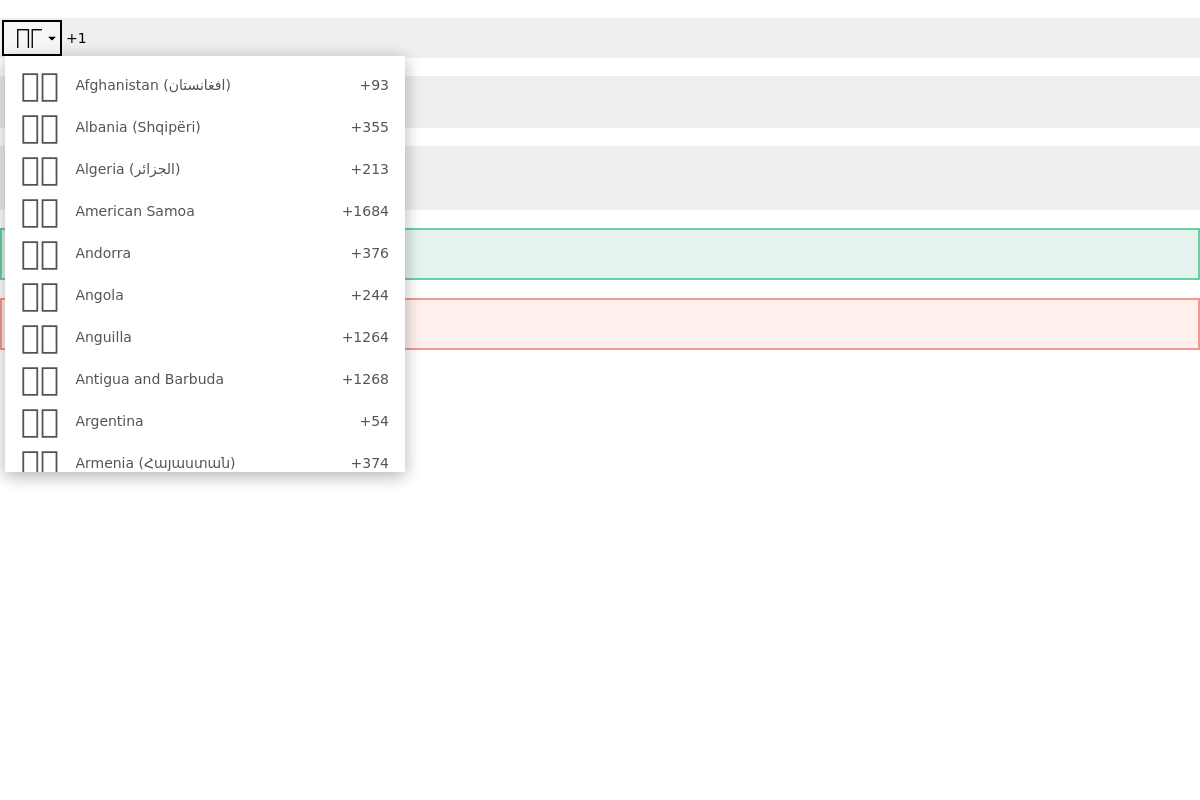 +1
Afghanistan (افغانستان) +93
Albania (Shqipëri) +355
Algeria (الجزائر) +213
American Samoa +1684
Andorra +376
Angola +244
Anguilla +1264
Antigua and Barbuda +1268
Argentina +54
Armenia (Հայաստան) +374